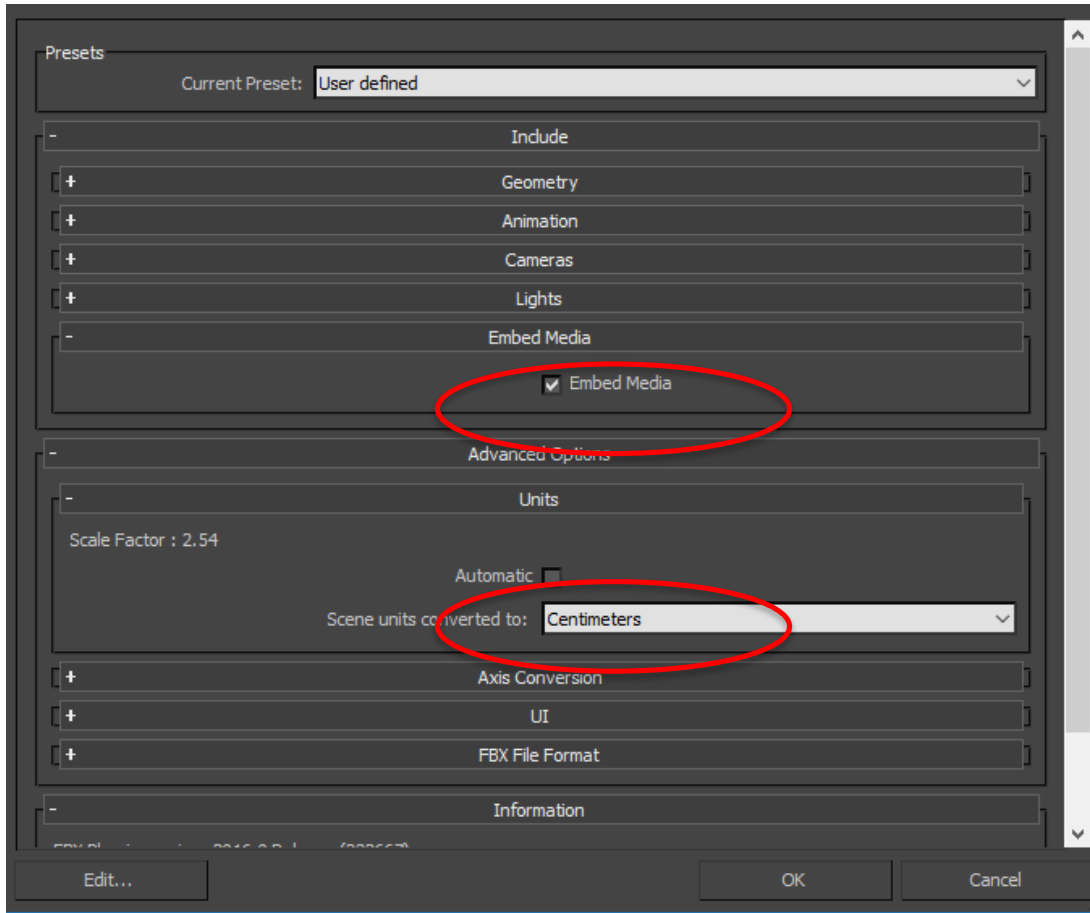 Presets
Current Preset: User defined
- Include
+ Geometry
+ Animation
+ Cameras
+ Lights
- Embed Media
Embed Media
- Advanced Options
- Units
Scale Factor : 2.54
Automatic
Scene units converted to: Centimeters
+ Axis Conversion
+ UI
+ FBX File Format
- Information
Edit... OK Cancel